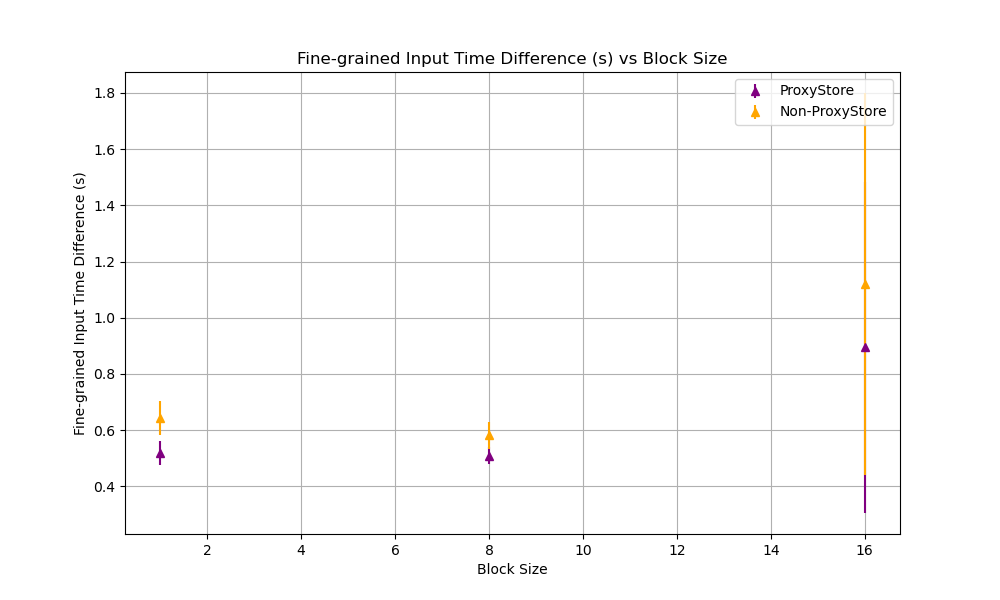 Fine-grained Input Time Difference (s) vs Block Size
ProxyStore
Non-ProxyStore
Fine-grained Input Time Difference (s)
1.8
1.6
1.4
1.2
1.0
0.8
0.6
0.4
2 4 6 8 10 12 14 16
Block Size